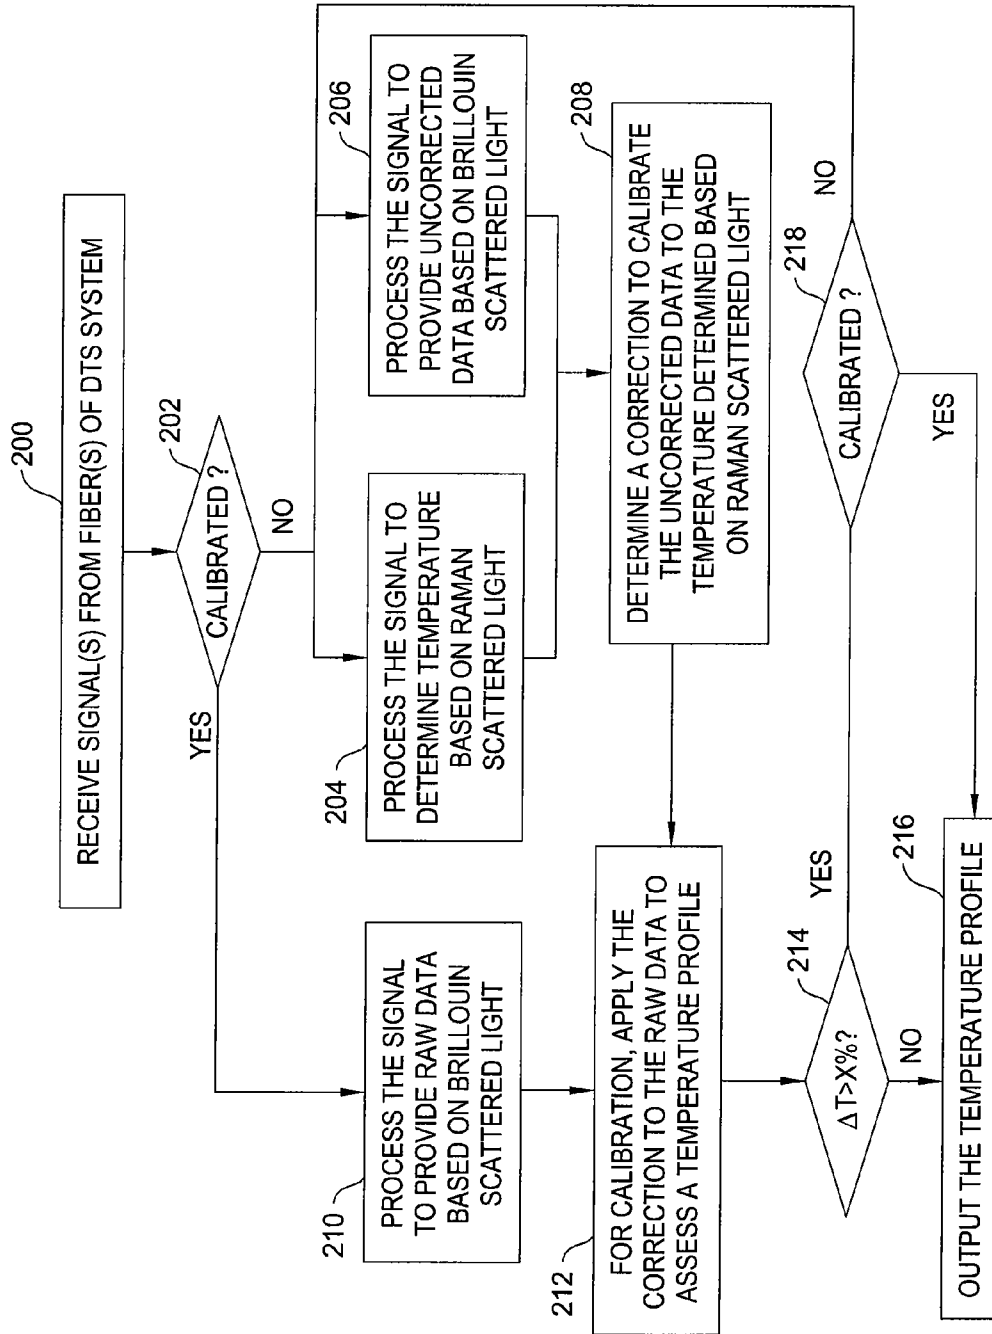 200
RECEIVE SIGNAL(S) FROM FIBER(S) OF DTS SYSTEM
202
CALIBRATED ?
YES
NO
210
PROCESS THE SIGNAL
TO PROVIDE RAW DATA
BASED ON BRILLOUIN
SCATTERED LIGHT
204
PROCESS THE SIGNAL TO
DETERMINE TEMPERATURE
BASED ON RAMAN
SCATTERED LIGHT
206
PROCESS THE SIGNAL TO
PROVIDE UNCORRECTED
DATA BASED ON BRILLOUIN
SCATTERED LIGHT
208
DETERMINE A CORRECTION TO CALIBRATE
THE UNCORRECTED DATA TO THE
TEMPERATURE DETERMINED BASED
ON RAMAN SCATTERED LIGHT
212
FOR CALIBRATION, APPLY THE
CORRECTION TO THE RAW DATA TO
ASSESS A TEMPERATURE PROFILE
214
ΔT>X%?
YES
NO
218
CALIBRATED ?
NO
YES
216
OUTPUT THE TEMPERATURE PROFILE